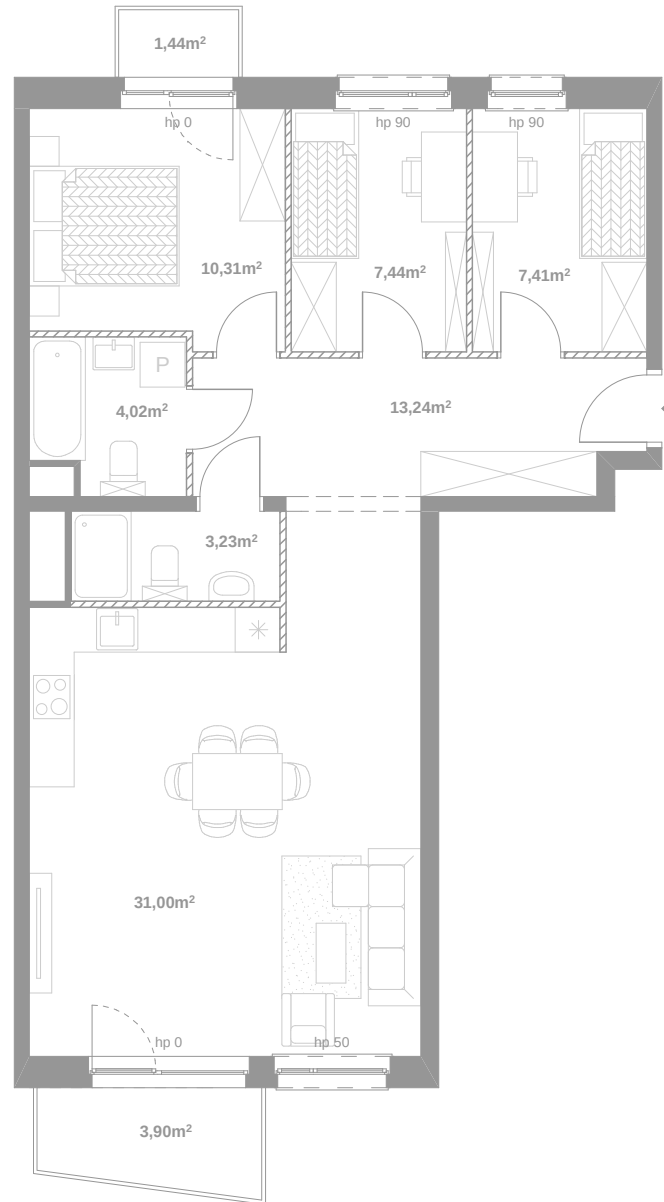 1,44m²
hp 0
hp 90
hp 90
10,31m²
7,44m²
7,41m²
P
4,02m²
13,24m²
3,23m²
31,00m²
hp 0
hp 50
3,90m²